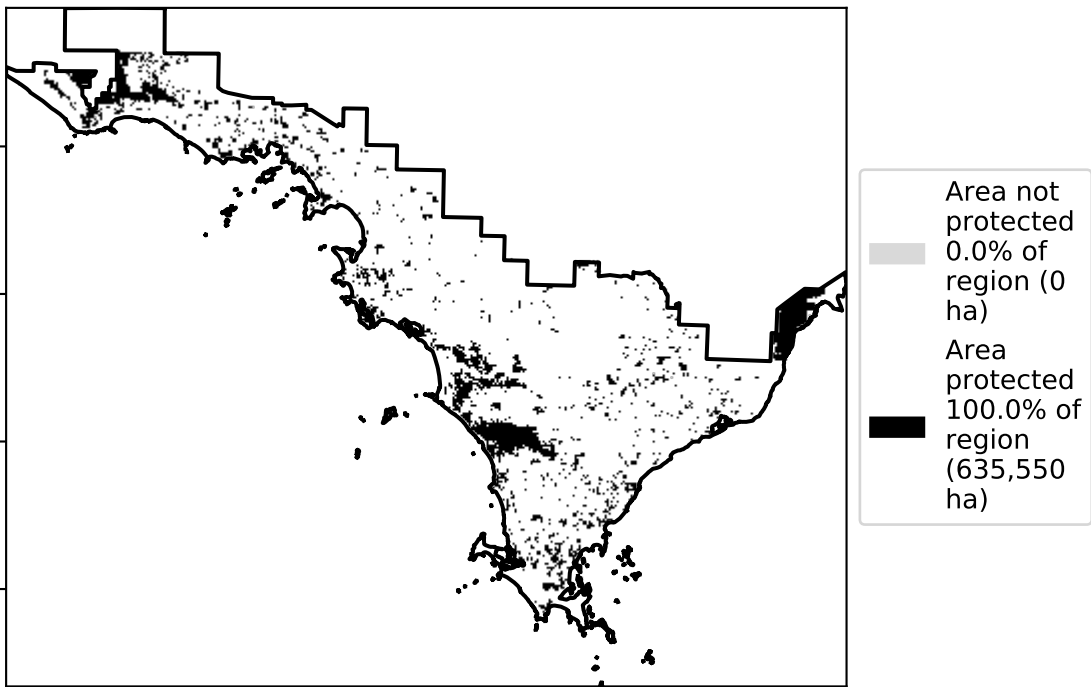 Area not
protected
0.0% of
region (0
ha)
Area
protected
100.0% of
region
(635,550
ha)